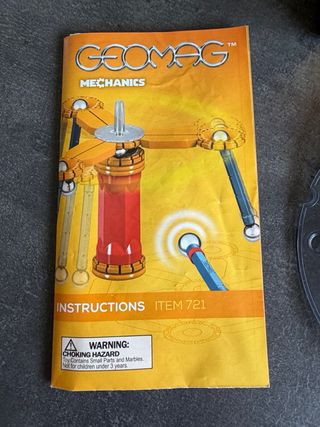 GEOMAG™
MECHANICS
INSTRUCTIONS ITEM 721
WARNING:
CHOKING HAZARD
Toy Contains Small Parts and Marbles.
Not for children under 3 years.